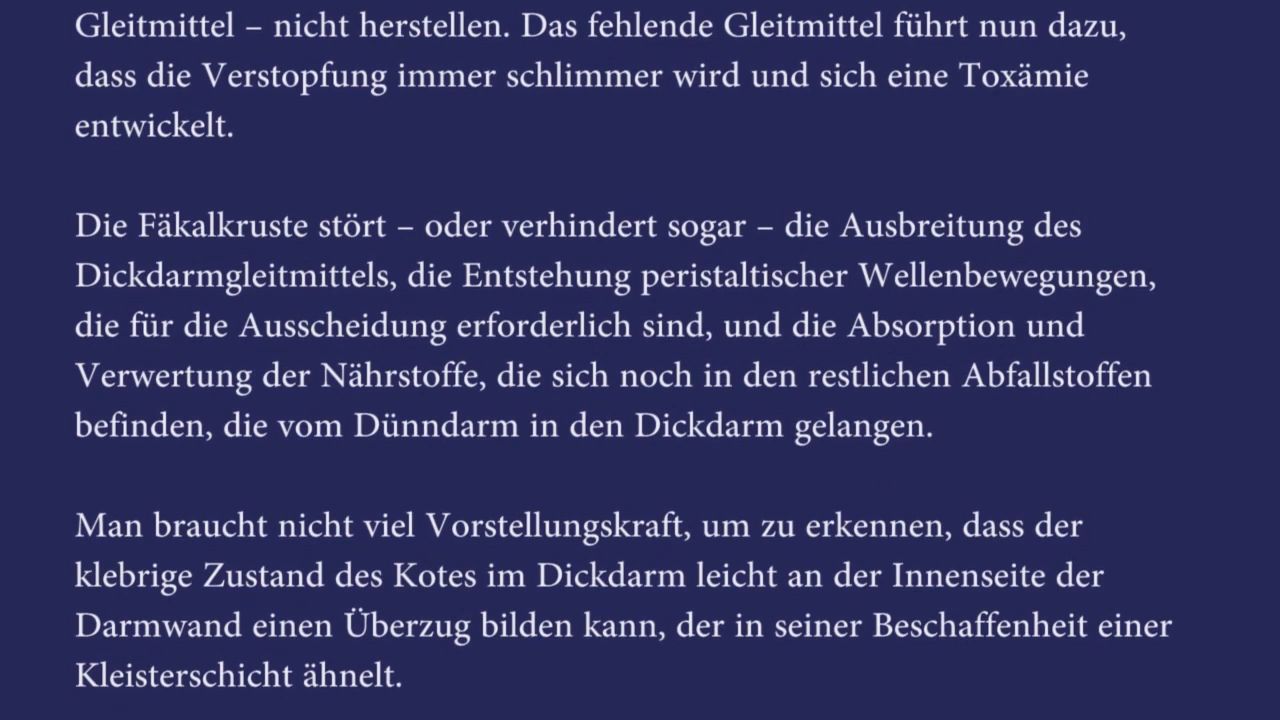 Gleitmittel – nicht herstellen. Das fehlende Gleitmittel führt nun dazu,
dass die Verstopfung immer schlimmer wird und sich eine Toxämie
entwickelt.
Die Fäkalkruste stört – oder verhindert sogar – die Ausbreitung des
Dickdarmgleitmittels, die Entstehung peristaltischer Wellenbewegungen,
die für die Ausscheidung erforderlich sind, und die Absorption und
Verwertung der Nährstoffe, die sich noch in den restlichen Abfallstoffen
befinden, die vom Dünndarm in den Dickdarm gelangen.
Man braucht nicht viel Vorstellungskraft, um zu erkennen, dass der
klebrige Zustand des Kotes im Dickdarm leicht an der Innenseite der
Darmwand einen Überzug bilden kann, der in seiner Beschaffenheit einer
Kleisterschicht ähnelt.